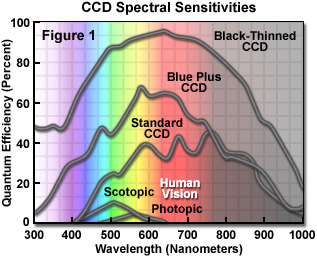 CCD Spectral Sensitivities
Figure 1
Black-Thinned
CCD
Blue Plus
CCD
Standard
CCD
Scotopic
Human
Vision
Photopic
Quantum Efficiency (Percent)
100
80
60
40
20
0
300 400 500 600 700 800 900 1000
Wavelength (Nanometers)